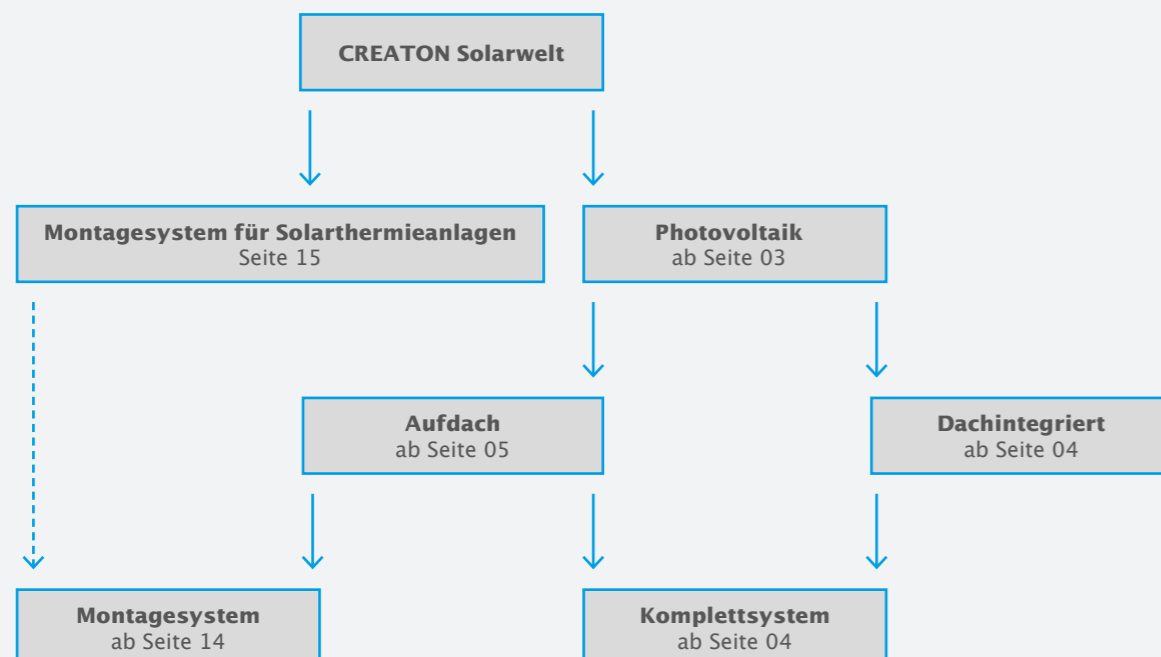 CREATON Solarwelt
Montagesystem für Solarthermieanlagen
Seite 15
Photovoltaik
ab Seite 03
Aufdach
ab Seite 05
Dachintegriert
ab Seite 04
Montagesystem
ab Seite 14
Komplettsystem
ab Seite 04